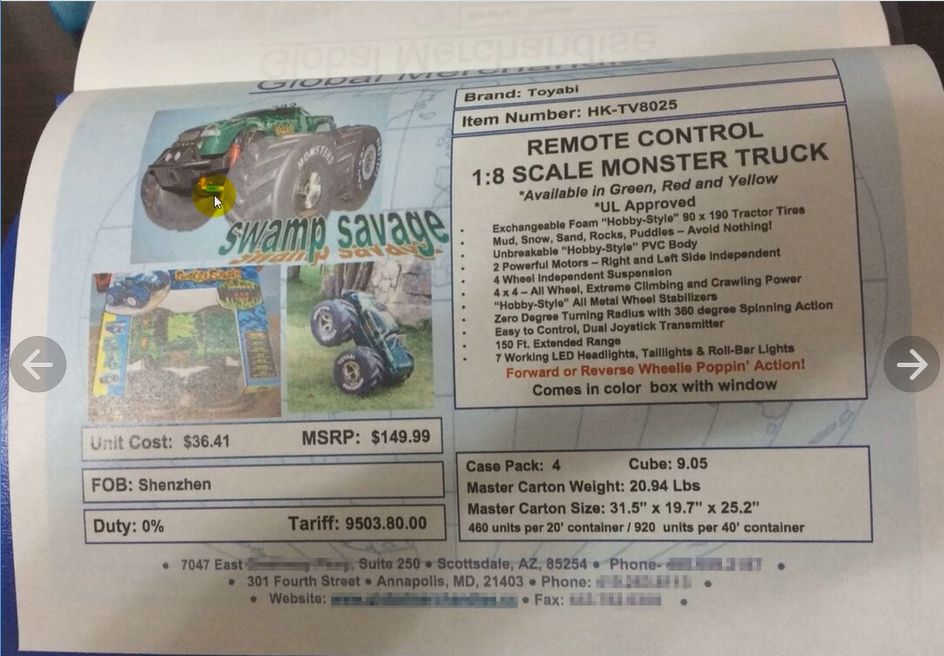 Global Merchandise
Brand: Toyabi
Item Number: HK-TV8025
REMOTE CONTROL
1:8 SCALE MONSTER TRUCK
*Available in Green, Red and Yellow
*UL Approved
• Exchangeable Foam “Hobby-Style” 90 x 190 Tractor Tires
• Mud, Snow, Sand, Rocks, Puddles – Avoid Nothing!
• Unbreakable “Hobby-Style” PVC Body
• 2 Powerful Motors – Right and Left Side Independent
• 4 Wheel Independent Suspension
• 4 x 4 – All Wheel, Extreme Climbing and Crawling Power
• “Hobby-Style” All Metal Wheel Stabilizers
• Zero Degree Turning Radius with 360 degree Spinning Action
• Easy to Control, Dual Joystick Transmitter
• 150 Ft. Extended Range
• 7 Working LED Headlights, Taillights & Roll-Bar Lights
Forward or Reverse Wheelie Poppin’ Action!
Comes in color box with window
MONSTERS
swamp savage
Unit Cost: $36.41 MSRP: $149.99
FOB: Shenzhen
Duty: 0% Tariff: 9503.80.00
Case Pack: 4 Cube: 9.05
Master Carton Weight: 20.94 Lbs
Master Carton Size: 31.5” x 19.7” x 25.2”
460 units per 20’ container / 920 units per 40’ container
• 7047 East , Suite 250 • Scottsdale, AZ, 85254 • Phone- •
• 301 Fourth Street • Annapolis, MD, 21403 • Phone: •
• Website: • Fax: •